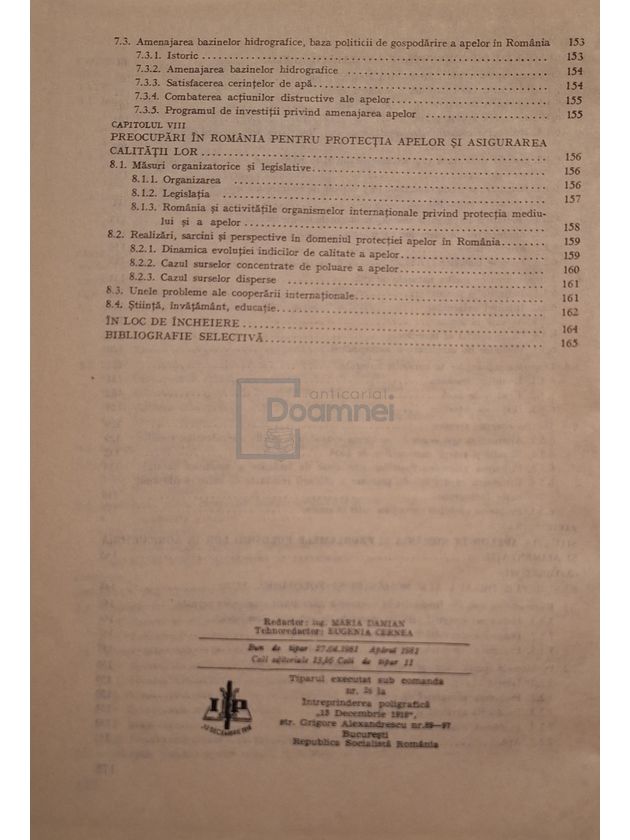 7.3. Amenajarea bazinelor hidrografice, baza politicii de gospodărire a apelor în România 153
7.3.1. Istoric 153
7.3.2. Amenajarea bazinelor hidrografice 154
7.3.3. Satisfacerea cerințelor de apă 154
7.3.4. Combaterea acțiunilor distructive ale apelor 155
7.3.5. Programul de investiții privind amenajarea apelor 155
CAPITOLUL VIII
PREOCUPĂRI ÎN ROMÂNIA PENTRU PROTECȚIA APELOR ȘI ASIGURAREA
CALITĂȚII LOR 156
8.1. Măsuri organizatorice și legislative 156
8.1.1. Organizarea 156
8.1.2. Legislația 157
8.1.3. România și activitățile organismelor internaționale privind protecția mediu-
lui și a apelor 158
8.2. Realizări, sarcini și perspective în domeniul protecției apelor în România 159
8.2.1. Dinamica evoluției indicilor de calitate a apelor 159
8.2.2. Cazul surselor concentrate de poluare a apelor 160
8.2.3. Cazul surselor disperse 161
8.3. Unele probleme ale cooperării internaționale 161
8.4. Știință, învățământ, educație 162
ÎN LOC DE ÎNCHEIERE 164
BIBLIOGRAFIE SELECTIVĂ 165
anticariat
Doamnei
Redactor: ing. MARIA DAMIAN
Tehnoredactor: EUGENIA CERNEA
Bun de tipar 27.04.1981 Apărut 1981
Coli editoriale 13,16 Coli de tipar 11
Tiparul executat sub comanda
nr. 26 la
Întreprinderea poligrafică
„13 Decembrie 1918",
str. Grigore Alexandrescu nr. 89—97
București
Republica Socialistă România
I P
13 DECEMBRIE 1918